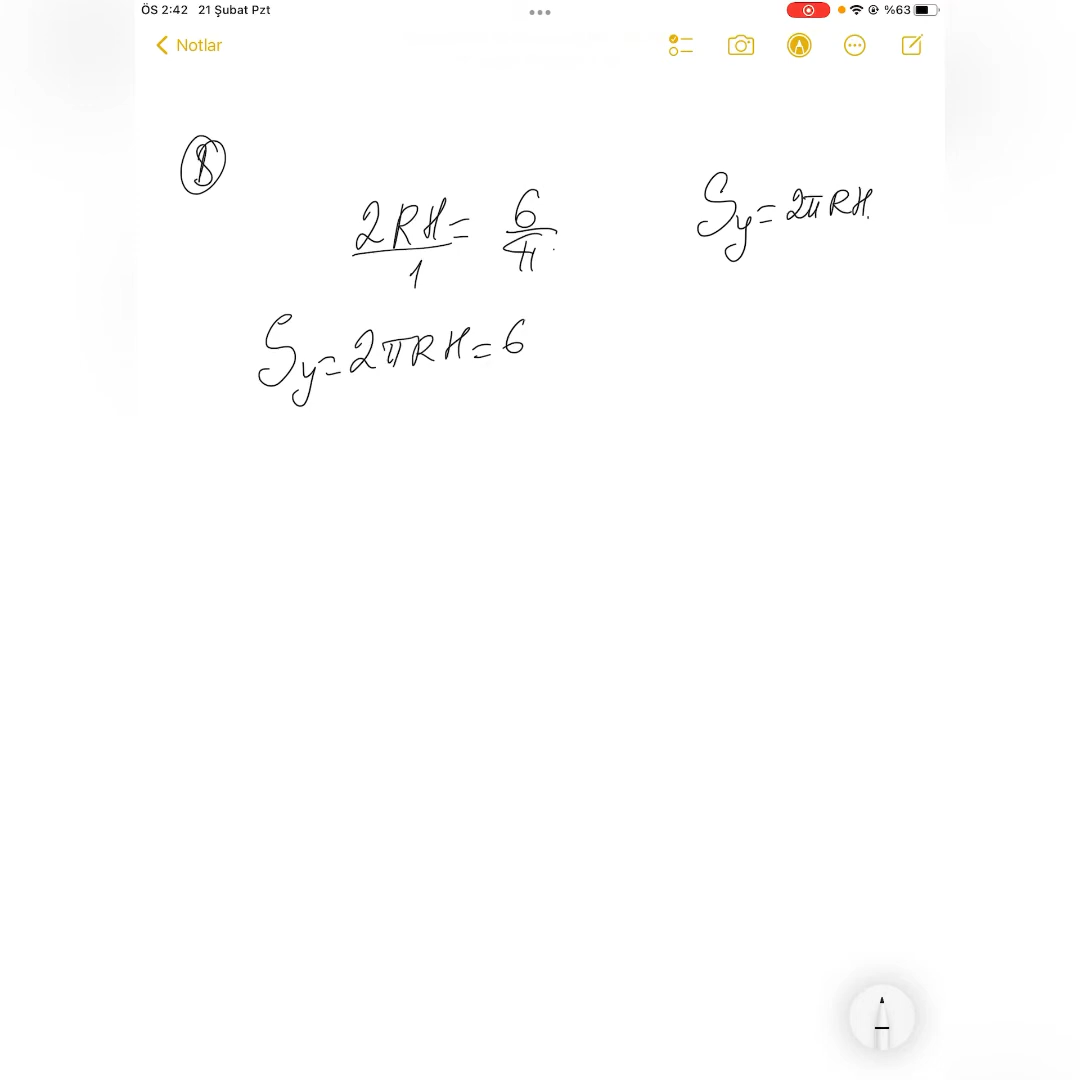 ÖS 2:42 21 Şubat Pzt
%63
Notlar
8
2RH/1 = 6/π
Sy = 2πRH.
Sy = 2πRH = 6